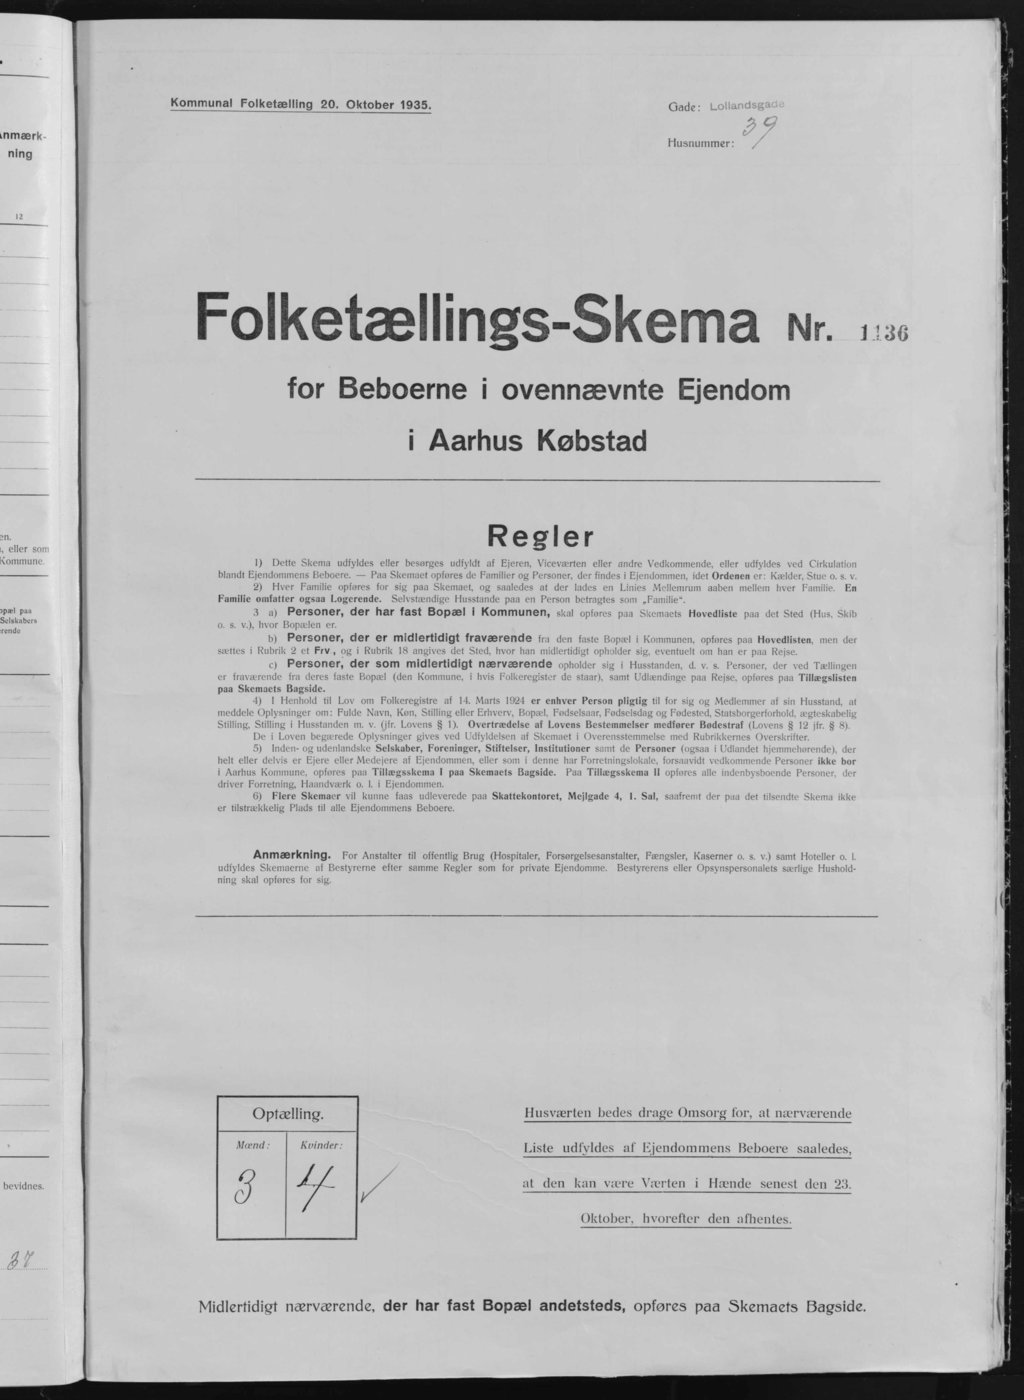 Anmærk-
ning
12
en.
, eller som
Kommune.
opæl paa
Selskabers
rende
bevidnes.
37
Kommunal Folketælling 20. Oktober 1935.
Gade: Lollandsgade
Husnummer: 39
Folketællings-Skema Nr. 1136
for Beboerne i ovennævnte Ejendom
i Aarhus Købstad
Regler
1) Dette Skema udfyldes eller besørges udfyldt af Ejeren, Viceværten eller andre Vedkommende, eller udfyldes ved Cirkulation
blandt Ejendommens Beboere. — Paa Skemaet opføres de Familier og Personer, der findes i Ejendommen, idet Ordenen er: Kælder, Stue o. s. v.
2) Hver Familie opføres for sig paa Skemaet, og saaledes at der lades en Linies Mellemrum aaben mellem hver Familie. En
Familie omfatter ogsaa Logerende. Selvstændige Husstande paa en Person betragtes som „Familie".
3 a) Personer, der har fast Bopæl i Kommunen, skal opføres paa Skemaets Hovedliste paa det Sted (Hus, Skib
o. s. v.), hvor Bopælen er.
b) Personer, der er midlertidigt fraværende fra den faste Bopæl i Kommunen, opføres paa Hovedlisten, men der
sættes i Rubrik 2 et Frv., og i Rubrik 18 angives det Sted, hvor han midlertidigt opholder sig, eventuelt om han er paa Rejse.
c) Personer, der som midlertidigt nærværende opholder sig i Husstanden, d. v. s. Personer, der ved Tællingen
er fraværende fra deres faste Bopæl (den Kommune, i hvis Folkeregister de staar), samt Udlændinge paa Rejse, opføres paa Tillægslisten
paa Skemaets Bagside.
4) I Henhold til Lov om Folkeregistre af 14. Marts 1924 er enhver Person pligtig til for sig og Medlemmer af sin Husstand, at
meddele Oplysninger om: Fulde Navn, Køn, Stilling eller Erhverv, Bopæl, Fødselsaar, Fødselsdag og Fødested, Statsborgerforhold, ægteskabelig
Stilling, Stilling i Husstanden m. v. (jfr. Lovens § 1). Overtrædelse af Lovens Bestemmelser medfører Bødestraf (Lovens § 12 jfr. § 8).
De i Loven begærede Oplysninger gives ved Udfyldelsen af Skemaet i Overensstemmelse med Rubrikkernes Overskrifter.
5) Inden- og udenlandske Selskaber, Foreninger, Stiftelser, Institutioner samt de Personer (ogsaa i Udlandet hjemmehørende), der
helt eller delvis er Ejere eller Medejere af Ejendommen, eller som i denne har Forretningslokale, forsaavidt vedkommende Personer ikke bor
i Aarhus Kommune, opføres paa Tillægsskema I paa Skemaets Bagside. Paa Tillægsskema II opføres alle indenbysboende Personer, der
driver Forretning, Haandværk o. l. i Ejendommen.
6) Flere Skemaer vil kunne faas udleverede paa Skattekontoret, Mejlgade 4, 1. Sal, saafremt der paa det tilsendte Skema ikke
er tilstrækkelig Plads til alle Ejendommens Beboere.
Anmærkning. For Anstalter til offentlig Brug (Hospitaler, Forsørgelsesanstalter, Fængsler, Kaserner o. s. v.) samt Hoteller o. l.
udfyldes Skemaerne af Bestyrerne efter samme Regler som for private Ejendomme. Bestyrerens eller Opsynspersonalets særlige Hushold-
ning skal opføres for sig.
Optælling.
Mænd: Kvinder:
3 4
Husværten bedes drage Omsorg for, at nærværende
Liste udfyldes af Ejendommens Beboere saaledes,
at den kan være Værten i Hænde senest den 23.
Oktober, hvorefter den afhentes.
Midlertidigt nærværende, der har fast Bopæl andetsteds, opføres paa Skemaets Bagside.